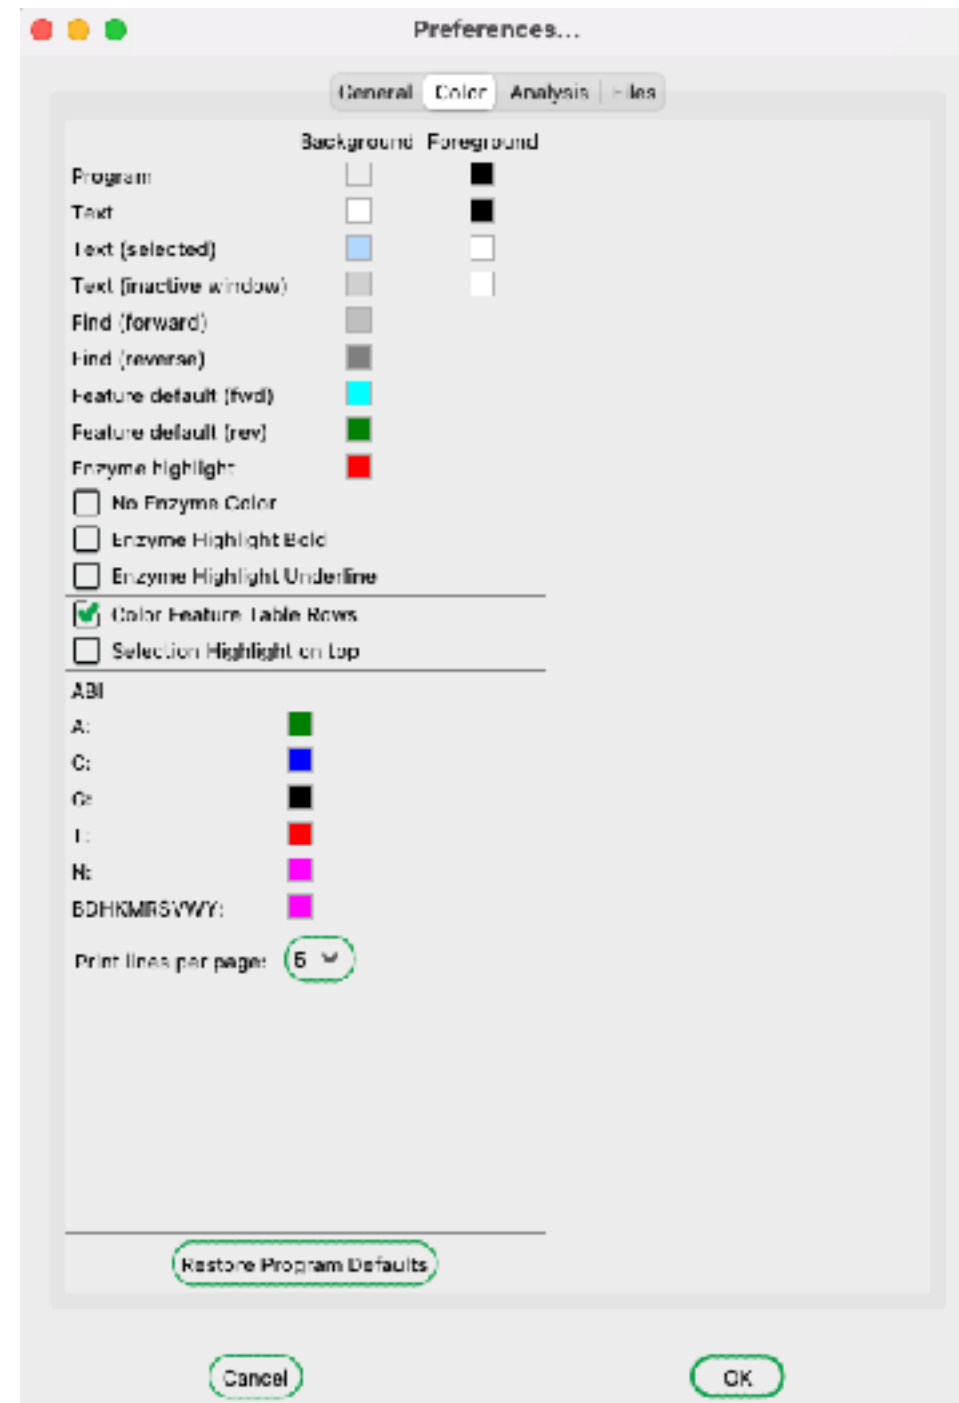 Preferences...
General Color Analysis Files
Background Foreground
Program
Text
Text (selected)
Text (inactive window)
Find (forward)
Find (reverse)
Feature default (fwd)
Feature default (rev)
Enzyme highlight
No Enzyme Color
Enzyme Highlight Bold
Enzyme Highlight Underline
Color Feature Table Rows
Selection Highlight on top
ABI
A:
C:
G:
T:
N:
BDHKMRSVWY:
Print lines per page: 5
Restore Program Defaults
Cancel OK